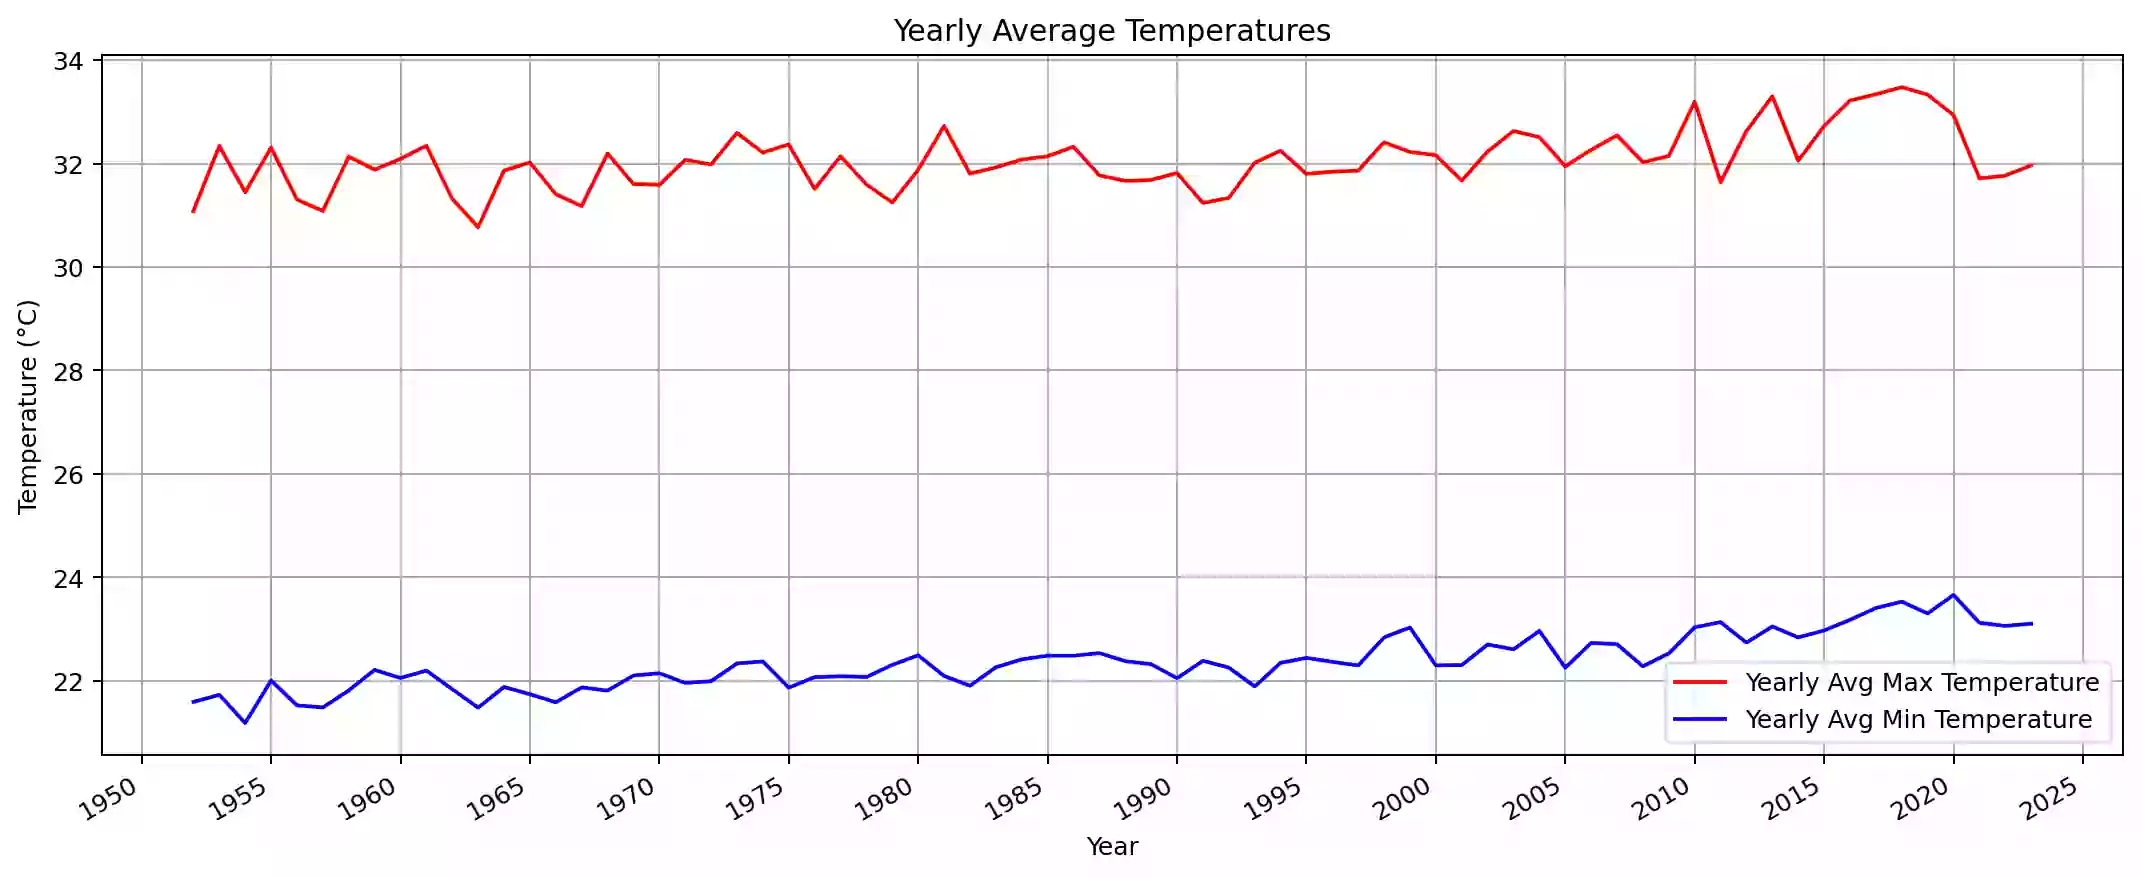 Yearly Average Temperatures
Temperature (°C)
34
32
30
28
26
24
22
Yearly Avg Max Temperature
Yearly Avg Min Temperature
1950 1955 1960 1965 1970 1975 1980 1985 1990 1995 2000 2005 2010 2015 2020 2025
Year